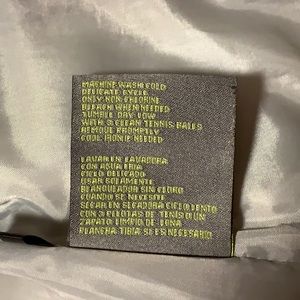 MACHINE WASH COLD
DELICATE CYCLE
ONLY NON-CHLORINE
BLEACH WHEN NEEDED
TUMBLE DRY LOW
WITH 3 CLEAN TENNIS BALLS
REMOVE PROMPTLY
COOL IRON IF NEEDED
LAVAR EN LAVADORA
CON AGUA FRIA
CICLO DELICADO
USAR SOLAMENTE
BLANQUEADOR SIN CLORO
CUANDO SE NECESITE
SECAR EN SECADORA CICLO LENTO
CON 3 PELOTAS DE TENIS O UN
ZAPATO LIMPIO DE LONA
PLANCHA TIBIA SI ES NECESARIO